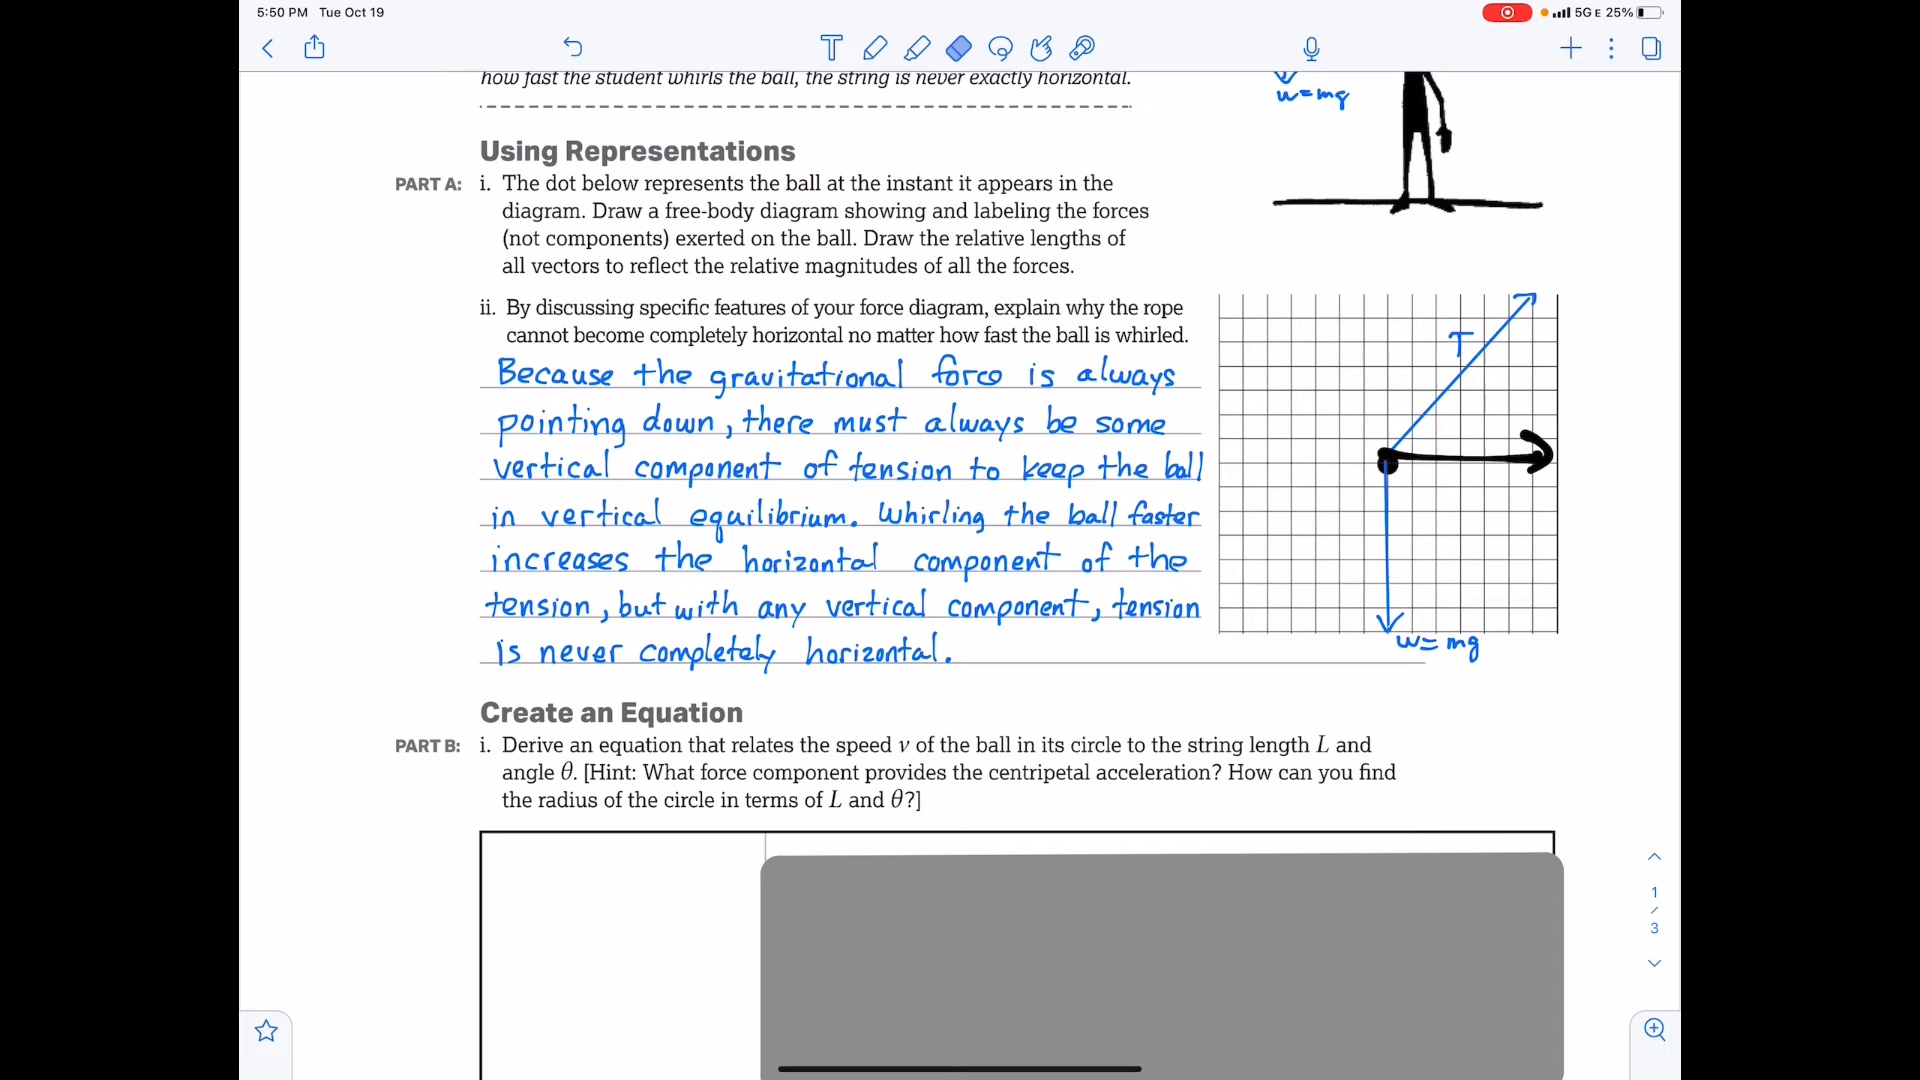 5:50 PM Tue Oct 19
5G E 25%
how fast the student whirls the ball, the string is never exactly horizontal.
w=mg
Using Representations
PART A: i. The dot below represents the ball at the instant it appears in the
diagram. Draw a free-body diagram showing and labeling the forces
(not components) exerted on the ball. Draw the relative lengths of
all vectors to reflect the relative magnitudes of all the forces.
ii. By discussing specific features of your force diagram, explain why the rope
cannot become completely horizontal no matter how fast the ball is whirled.
T
Because the gravitational force is always
pointing down, there must always be some
vertical component of tension to keep the ball
in vertical equilibrium. Whirling the ball faster
increases the horizontal component of the
tension, but with any vertical component, tension
is never completely horizontal.
w= mg
Create an Equation
PART B: i. Derive an equation that relates the speed v of the ball in its circle to the string length L and
angle θ. [Hint: What force component provides the centripetal acceleration? How can you find
the radius of the circle in terms of L and θ?]
1
/
3